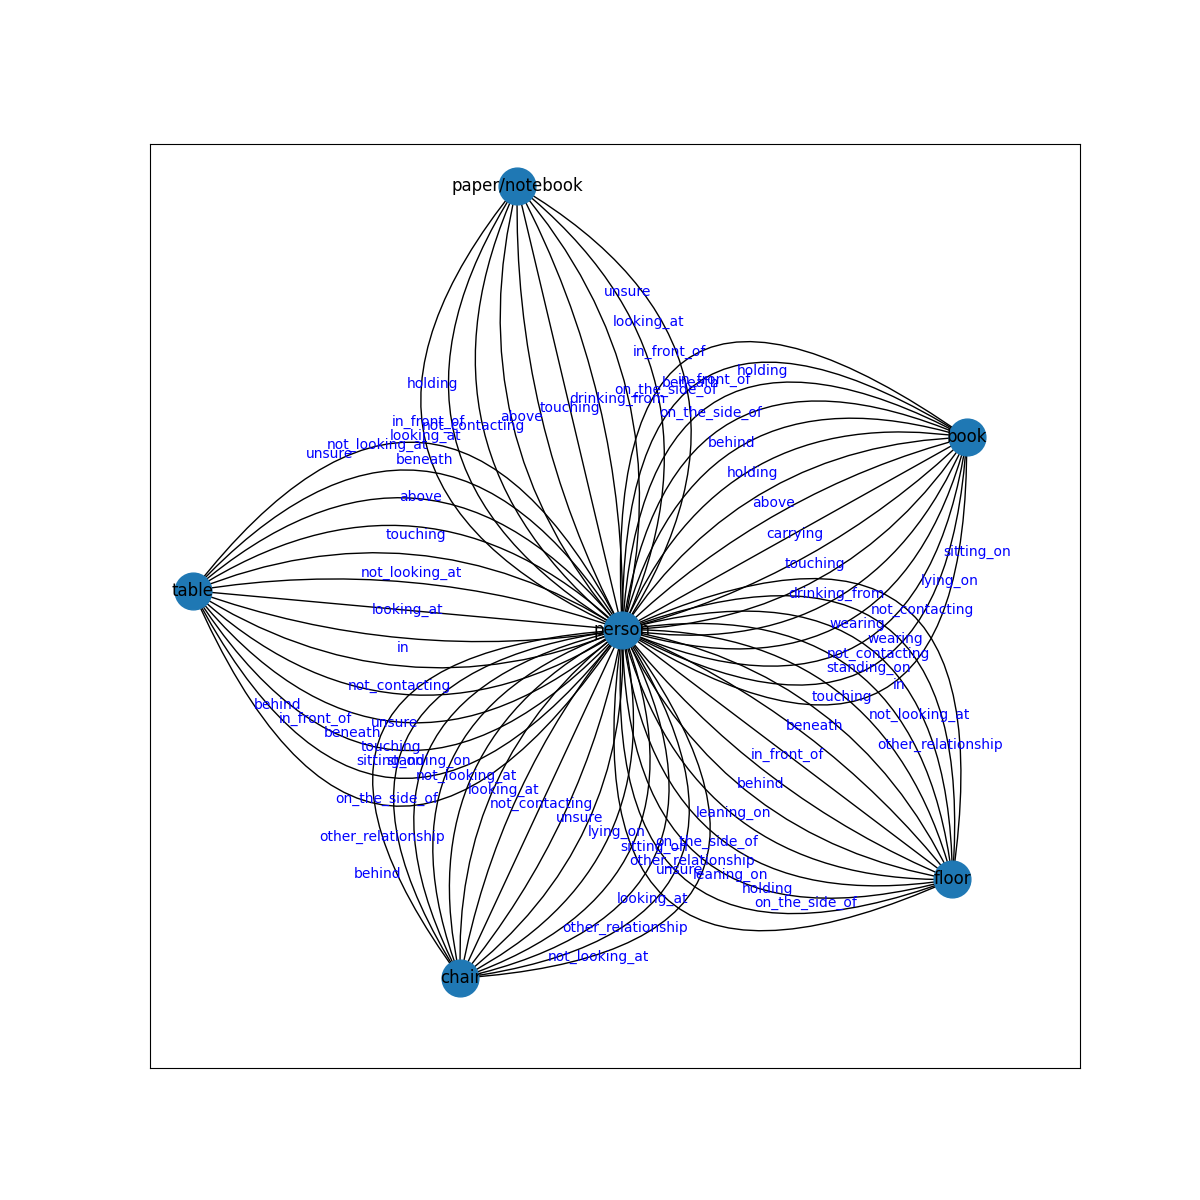 paper/notebook
unsure
looking_at
in_front_of
holding
in_front_of
holding
beneath
on_the_side_of
drinking_from
touching
on_the_side_of
above
in_front_of
not_contacting
looking_at
book
behind
not_looking_at
unsure
beneath
holding
above
above
carrying
touching
sitting_on
touching
not_looking_at
lying_on
table
drinking_from
looking_at
not_contacting
wearing
person
wearing
in
not_contacting
standing_on
not_contacting
in
touching
behind
not_looking_at
in_front_of
unsure
beneath
beneath
other_relationship
touching
in_front_of
sitting_on
standing_on
not_looking_at
behind
looking_at
on_the_side_of
not_contacting
leaning_on
unsure
lying_on
other_relationship
on_the_side_of
sitting_on
other_relationship
unsure
behind
leaning_on
floor
holding
looking_at
on_the_side_of
other_relationship
not_looking_at
chair